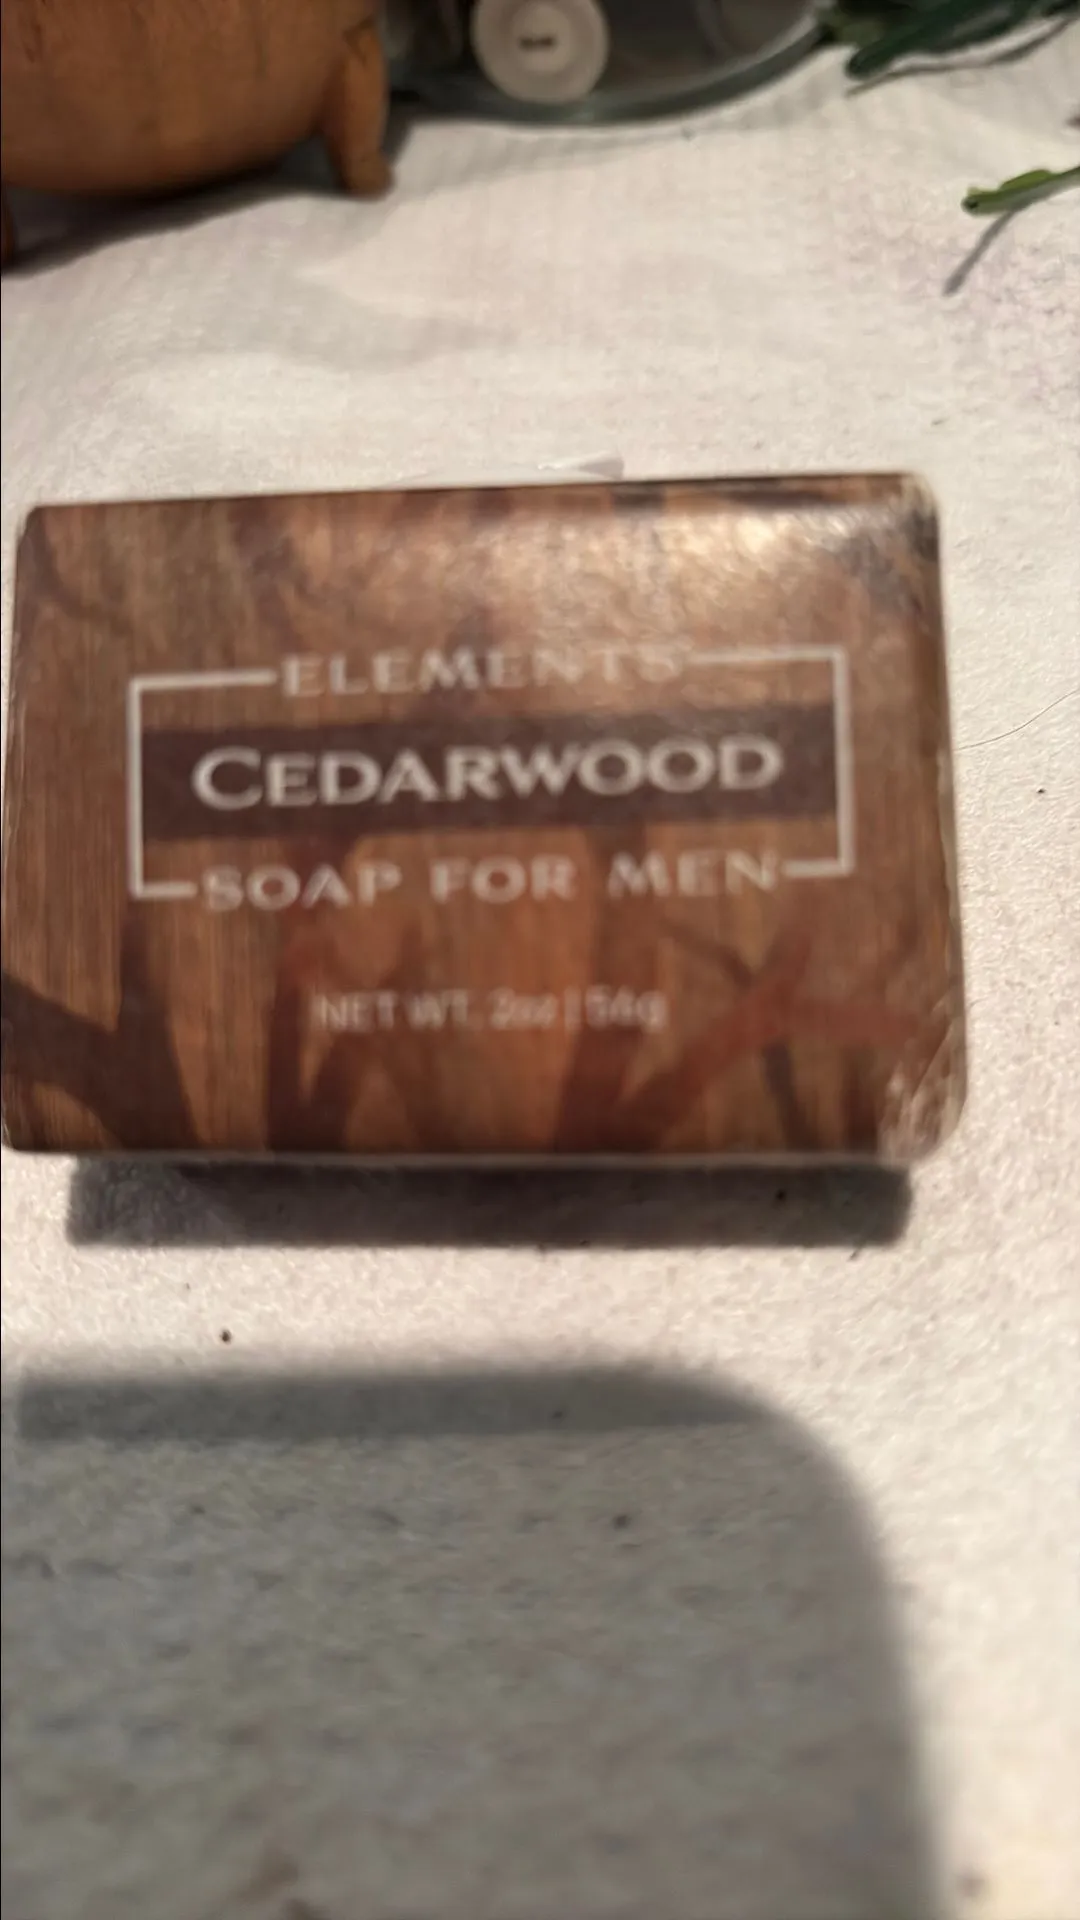 ELEMENTS
CEDARWOOD
SOAP FOR MEN
NET WT. 2oz | 54g